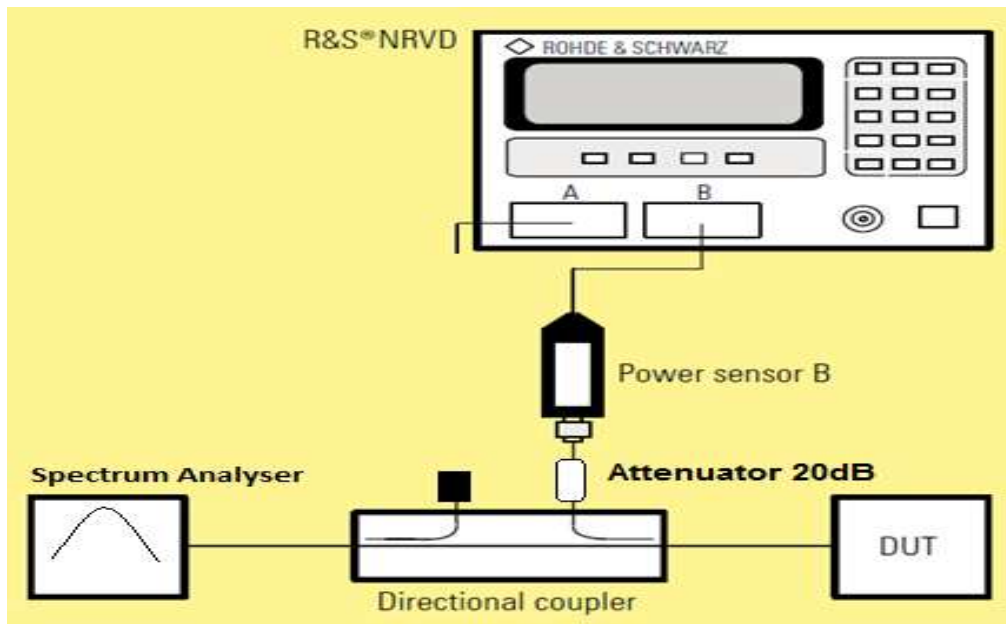 R&S®NRVD
ROHDE & SCHWARZ
A
B
Power sensor B
Spectrum Analyser
Attenuator 20dB
DUT
Directional coupler